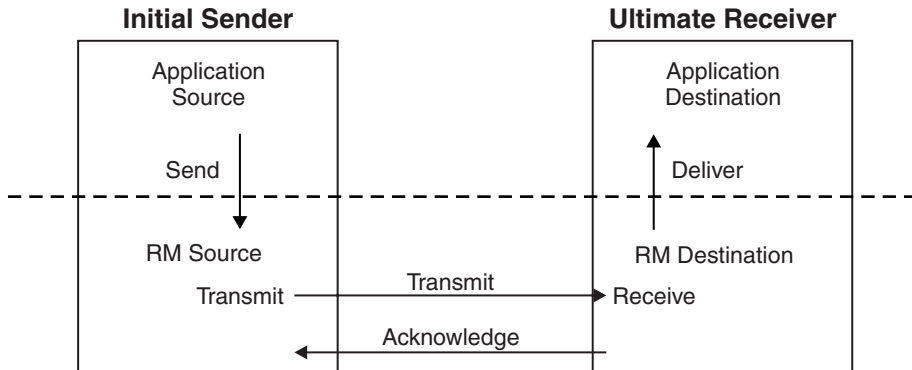 Initial Sender
Ultimate Receiver
Application
Source
Application
Destination
Send
Deliver
RM Source
RM Destination
Transmit
Transmit
Receive
Acknowledge